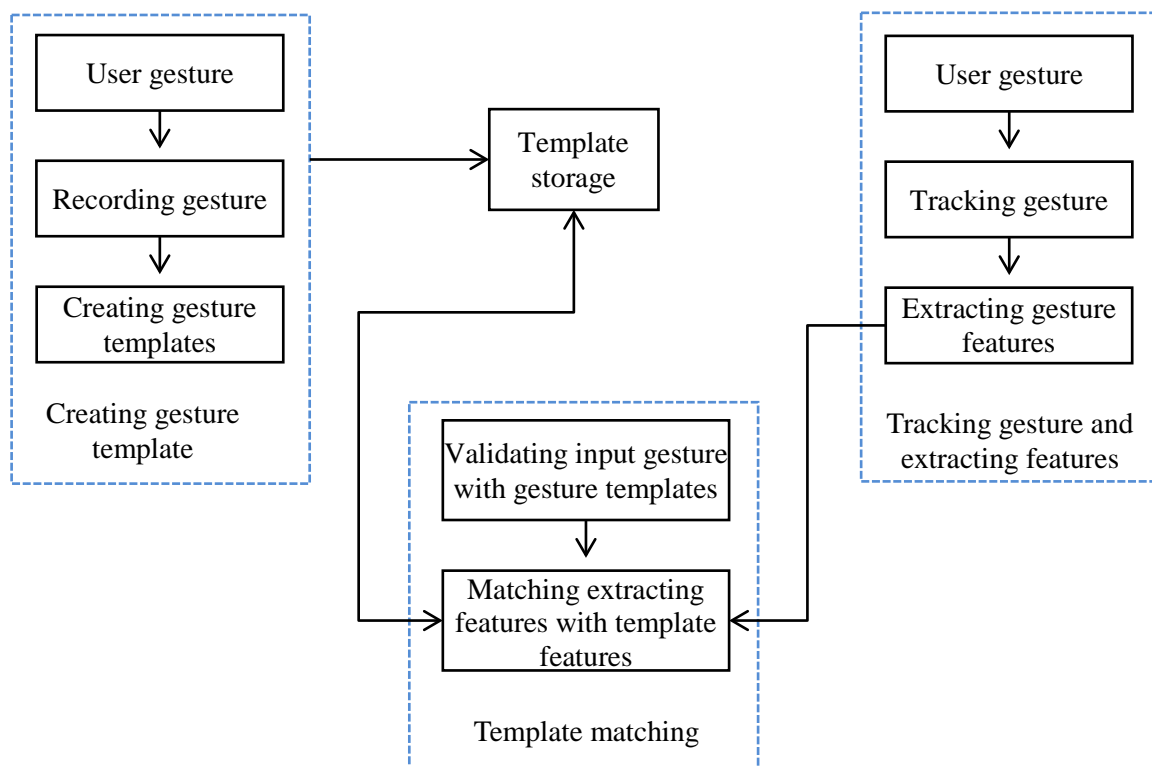 User gesture
Recording gesture
Creating gesture
templates
Creating gesture
template
Template
storage
Validating input gesture
with gesture templates
Matching extracting
features with template
features
Template matching
User gesture
Tracking gesture
Extracting gesture
features
Tracking gesture and
extracting features